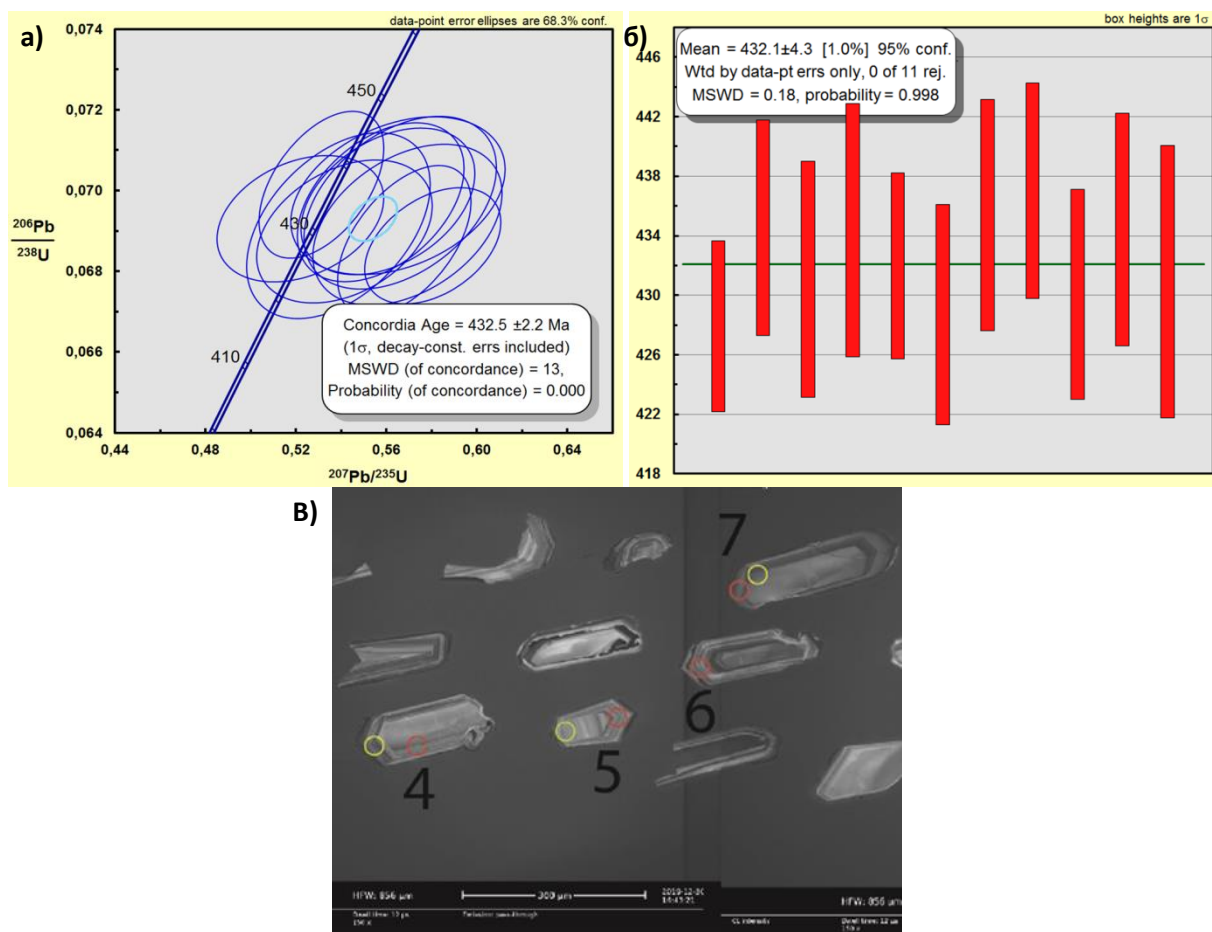 а)
data-point error ellipses are 68.3% conf.
0,074
0,072
0,070
0,068
0,066
0,064
206Pb
238U
450
430
410
Concordia Age = 432.5 ±2.2 Ma
(1σ, decay-const. errs included)
MSWD (of concordance) = 13,
Probability (of concordance) = 0.000
0,44 0,48 0,52 0,56 0,60 0,64
207Pb/235U
б)
box heights are 1σ
446
442
438
434
430
426
422
418
Mean = 432.1±4.3 [1.0%] 95% conf.
Wtd by data-pt errs only, 0 of 11 rej.
MSWD = 0.18, probability = 0.998
В)
7
6
4
5
HFW: 856 µm
300 µm
HFW: 856 µm
CL intensity